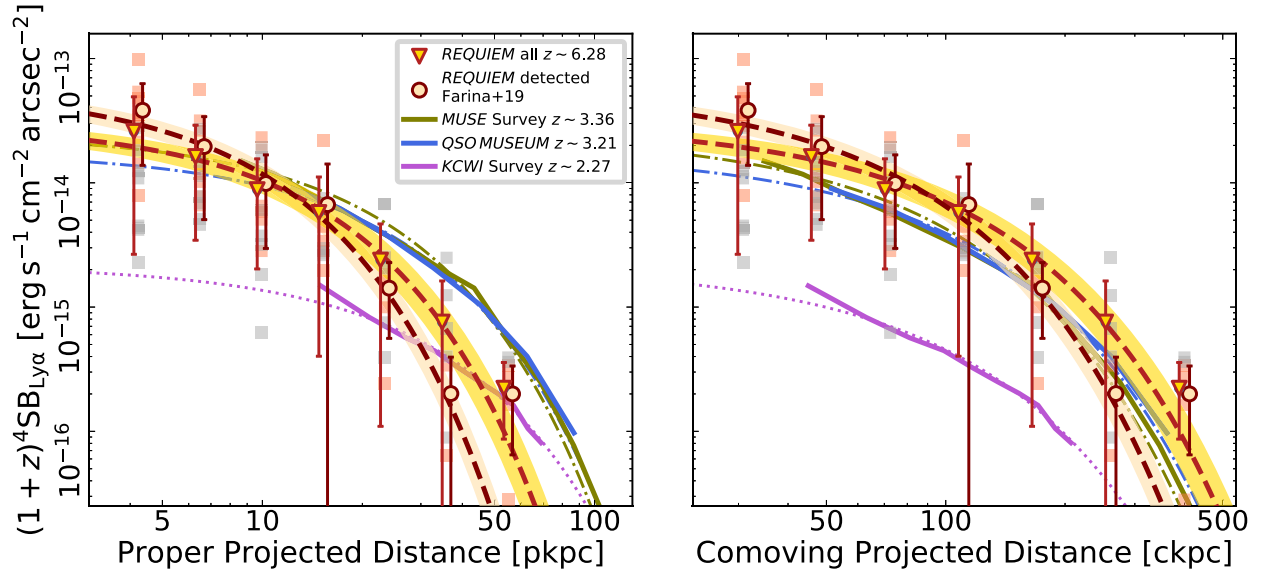 (1 + z)⁴SB_Lyα [erg s⁻¹ cm⁻² arcsec⁻²]
10⁻¹³
10⁻¹⁴
10⁻¹⁵
10⁻¹⁶
REQUIEM all z ~ 6.28
REQUIEM detected
Farina+19
MUSE Survey z ~ 3.36
QSO MUSEUM z ~ 3.21
KCWI Survey z ~ 2.27
5 10 50 100
Proper Projected Distance [pkpc]
50 100 500
Comoving Projected Distance [ckpc]